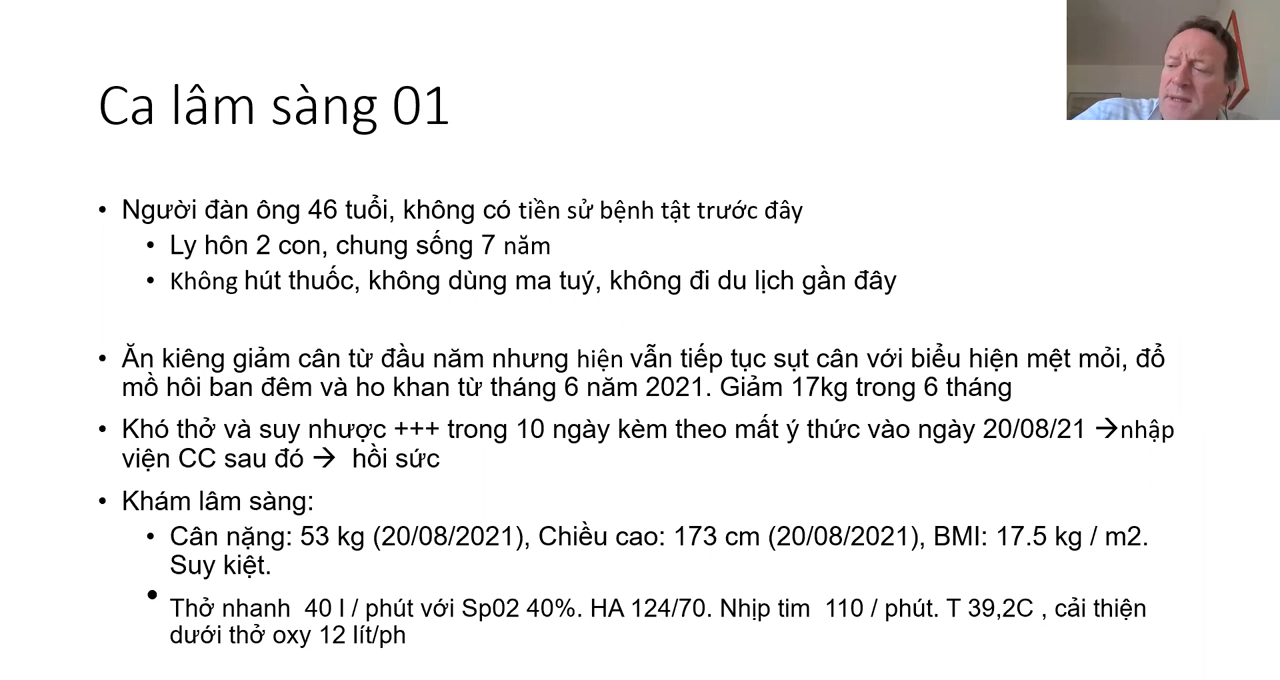 Ca lâm sàng 01
• Người đàn ông 46 tuổi, không có tiền sử bệnh tật trước đây
• Ly hôn 2 con, chung sống 7 năm
• Không hút thuốc, không dùng ma tuý, không đi du lịch gần đây
• Ăn kiêng giảm cân từ đầu năm nhưng hiện vẫn tiếp tục sụt cân với biểu hiện mệt mỏi, đổ
mồ hôi ban đêm và ho khan từ tháng 6 năm 2021. Giảm 17kg trong 6 tháng
• Khó thở và suy nhược +++ trong 10 ngày kèm theo mất ý thức vào ngày 20/08/21 →nhập
viện CC sau đó → hồi sức
• Khám lâm sàng:
• Cân nặng: 53 kg (20/08/2021), Chiều cao: 173 cm (20/08/2021), BMI: 17.5 kg / m2.
Suy kiệt.
• Thở nhanh 40 l / phút với Sp02 40%. HA 124/70. Nhịp tim 110 / phút. T 39,2C , cải thiện
dưới thở oxy 12 lít/ph